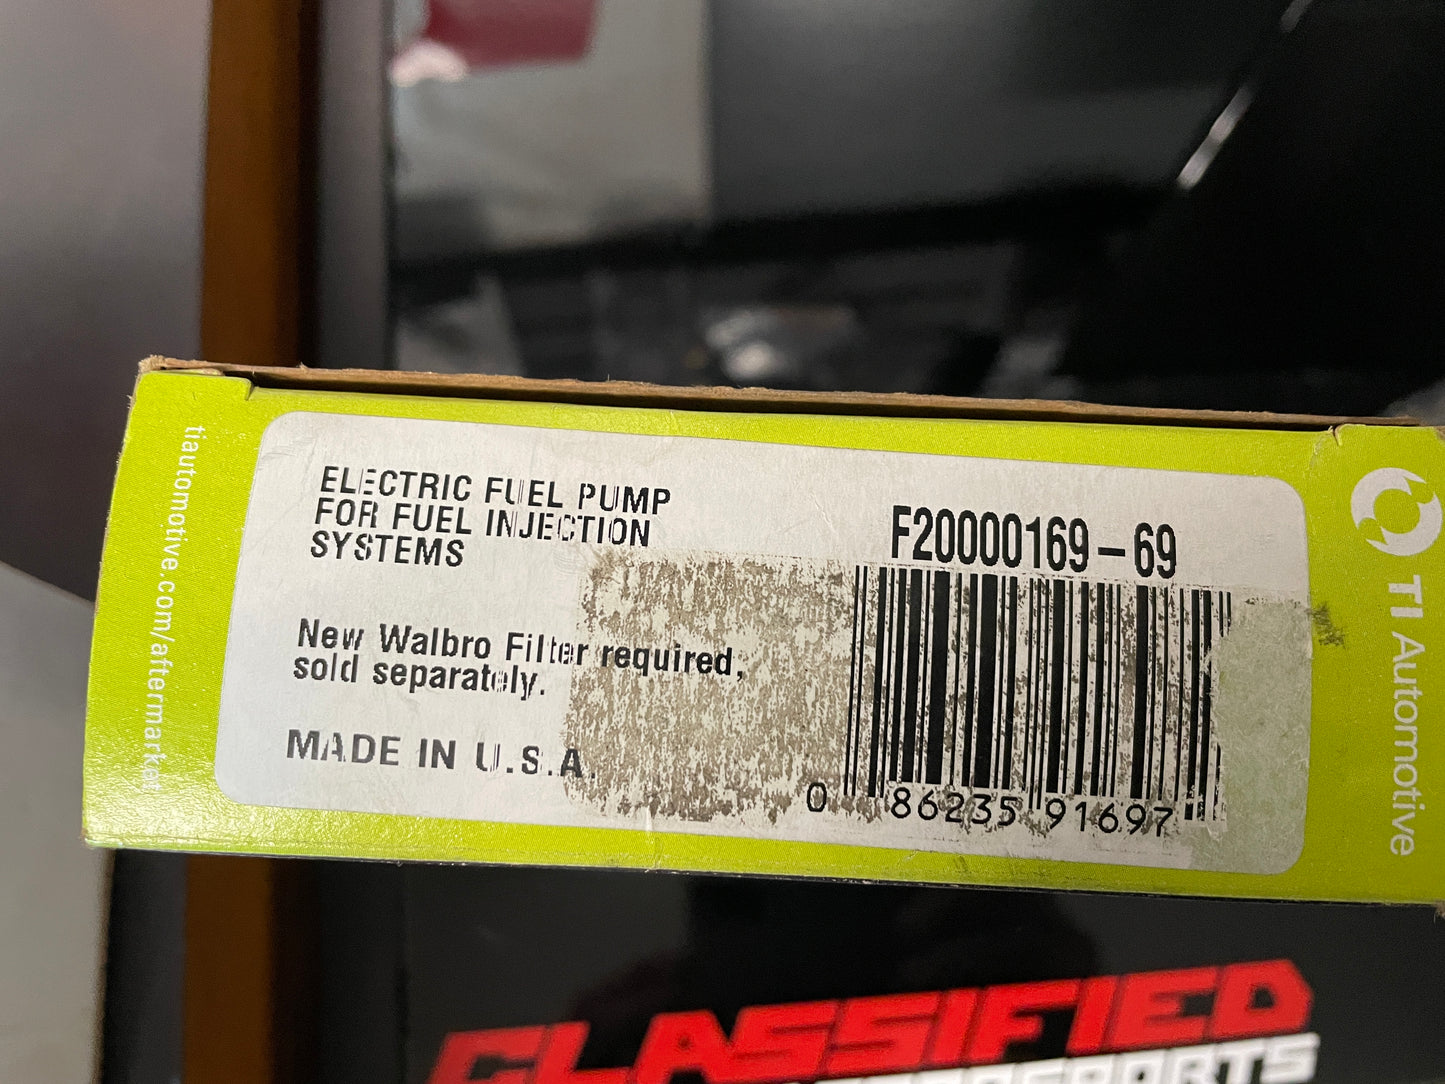 tiautomotive.com/aftermarket
ELECTRIC FUEL PUMP
FOR FUEL INJECTION
SYSTEMS
New Walbro Filter required,
sold separately.
MADE IN U.S.A.
F20000169-69
0 86235 91697
TI Automotive
CLASSIFIED